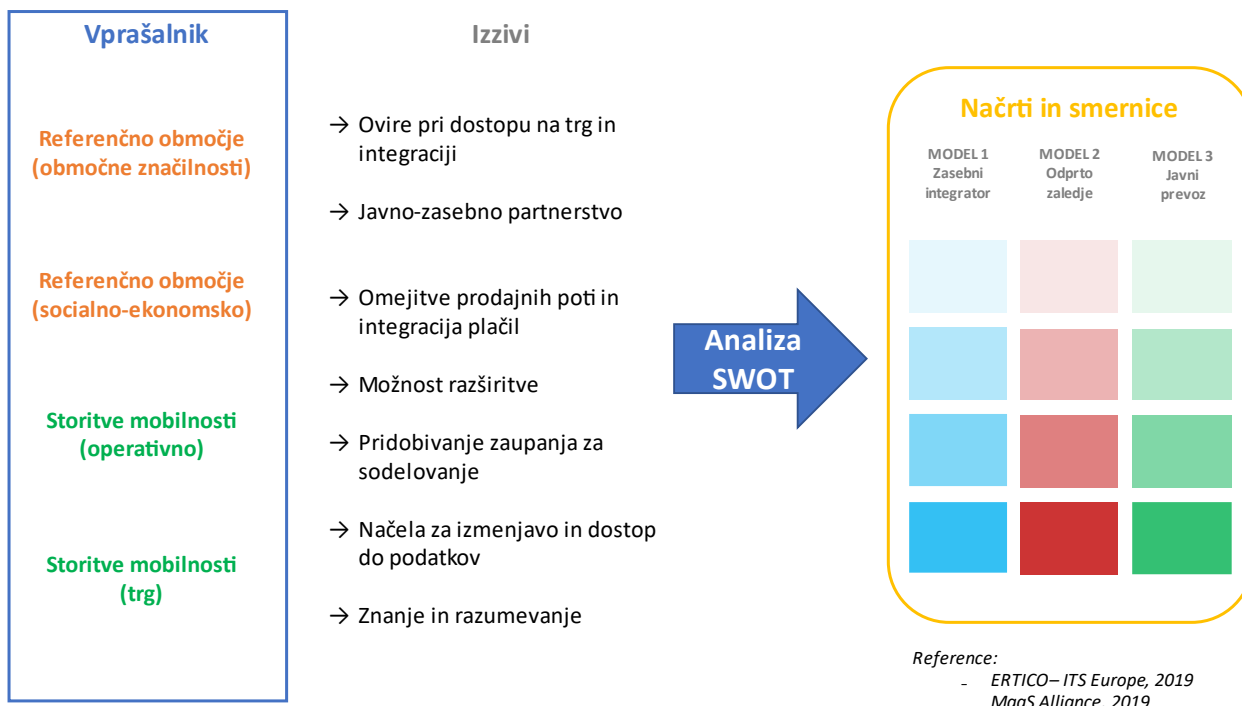 Vprašalnik
Referenčno območje
(območne značilnosti)
Referenčno območje
(socialno-ekonomsko)
Storitve mobilnosti
(operativno)
Storitve mobilnosti
(trg)
Izzivi
→ Ovire pri dostopu na trg in
integraciji
→ Javno-zasebno partnerstvo
→ Omejitve prodajnih poti in
integracija plačil
→ Možnost razširitve
→ Pridobivanje zaupanja za
sodelovanje
→ Načela za izmenjavo in dostop
do podatkov
→ Znanje in razumevanje
Analiza
SWOT
Načrti in smernice
MODEL 1
Zasebni
integrator
MODEL 2
Odprto
zaledje
MODEL 3
Javni
prevoz
Reference:
- ERTICO– ITS Europe, 2019
MaaS Alliance, 2019